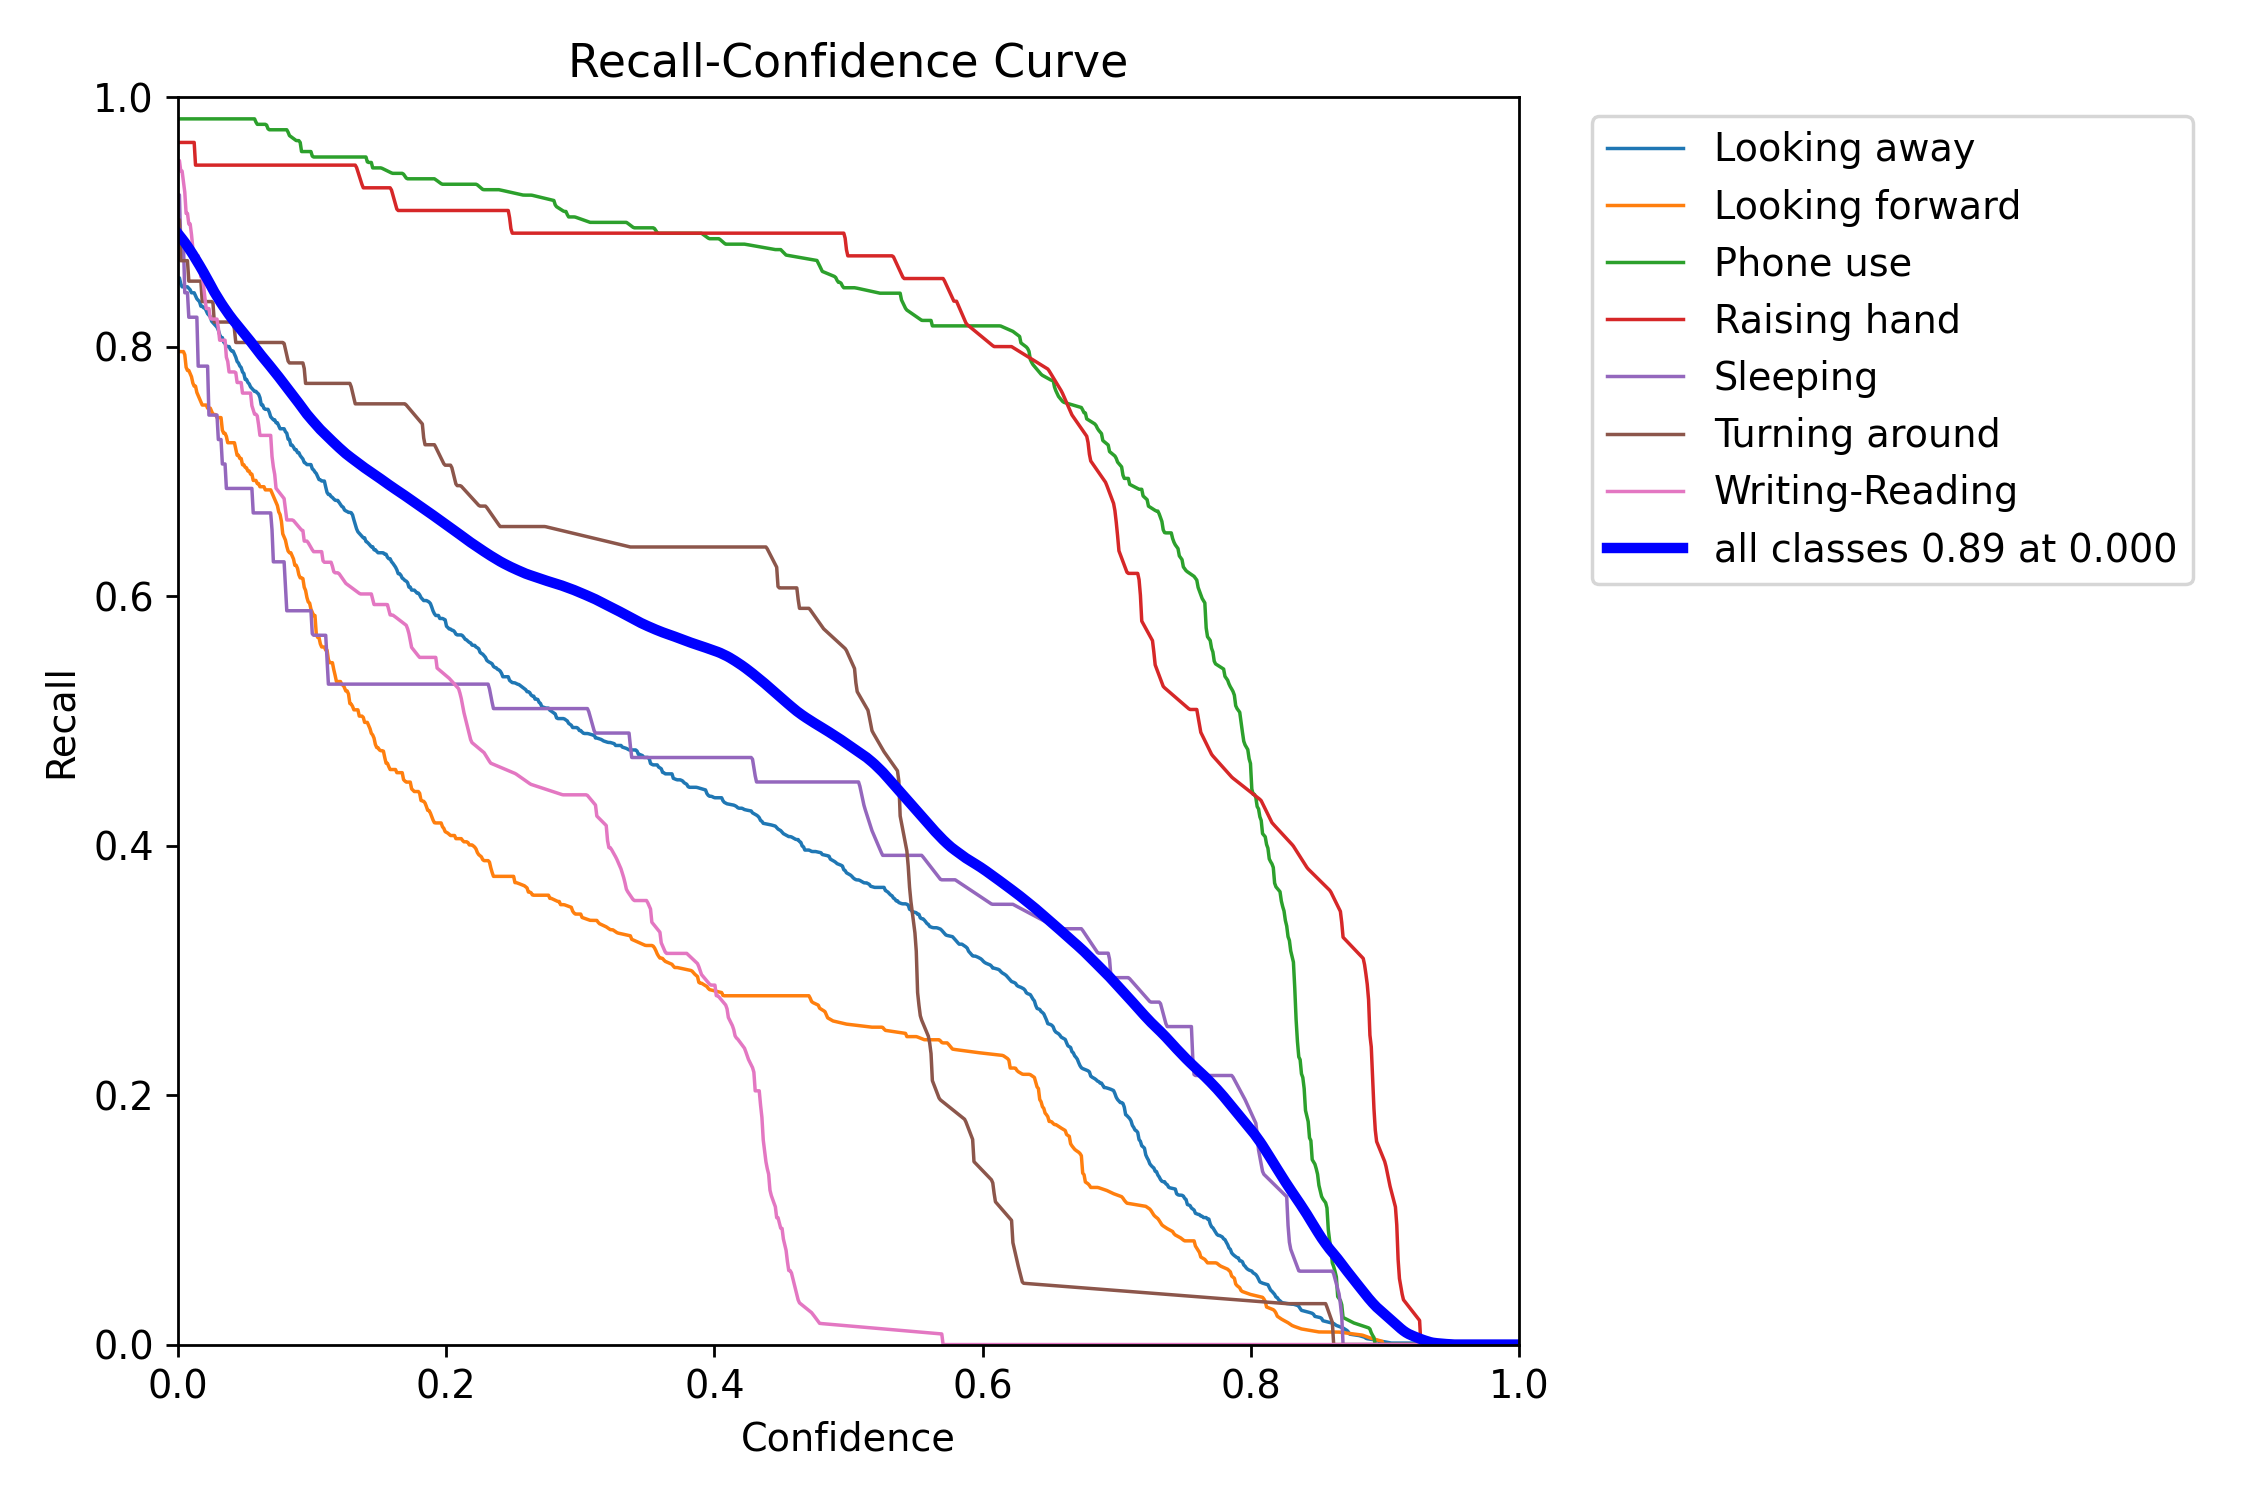 Recall-Confidence Curve
1.0
0.8
0.6
0.4
0.2
0.0
Recall
0.0 0.2 0.4 0.6 0.8 1.0
Confidence
Looking away
Looking forward
Phone use
Raising hand
Sleeping
Turning around
Writing-Reading
all classes 0.89 at 0.000